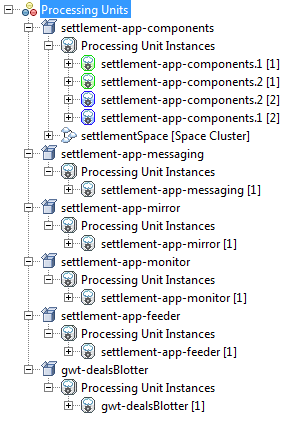 Processing Units
settlement-app-components
Processing Unit Instances
settlement-app-components.1 [1]
settlement-app-components.2 [1]
settlement-app-components.2 [2]
settlement-app-components.1 [2]
settlementSpace [Space Cluster]
settlement-app-messaging
Processing Unit Instances
settlement-app-messaging [1]
settlement-app-mirror
Processing Unit Instances
settlement-app-mirror [1]
settlement-app-monitor
Processing Unit Instances
settlement-app-monitor [1]
settlement-app-feeder
Processing Unit Instances
settlement-app-feeder [1]
gwt-dealsBlotter
Processing Unit Instances
gwt-dealsBlotter [1]